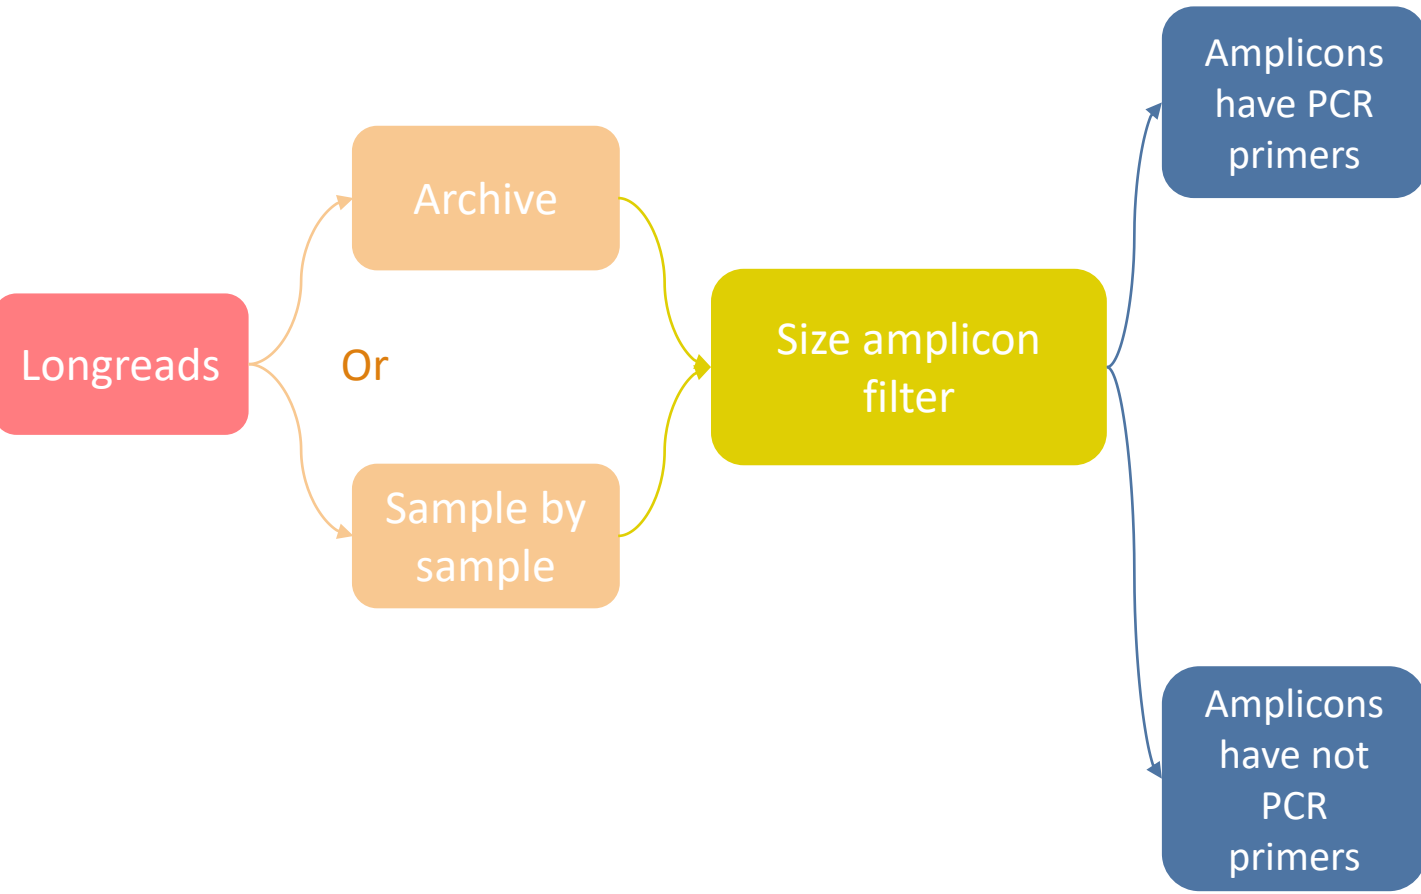 Longreads
Archive
Or
Sample by
sample
Size amplicon
filter
Amplicons
have PCR
primers
Amplicons
have not
PCR
primers